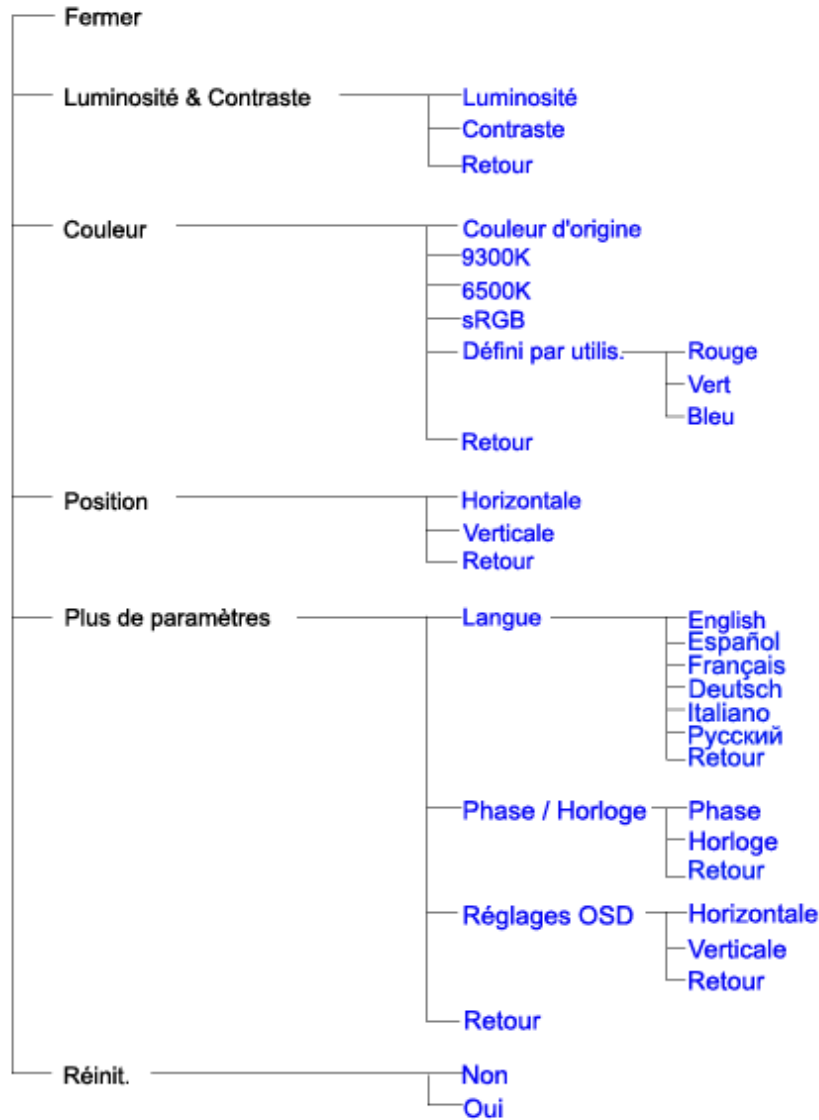 Fermer
Luminosité & Contraste
Luminosité
Contraste
Retour
Couleur
Couleur d'origine
9300K
6500K
sRGB
Défini par utilis.
Rouge
Vert
Bleu
Retour
Position
Horizontale
Verticale
Retour
Plus de paramètres
Langue
English
Español
Français
Deutsch
Italiano
Русский
Retour
Phase / Horloge
Phase
Horloge
Retour
Réglages OSD
Horizontale
Verticale
Retour
Retour
Réinit.
Non
Oui